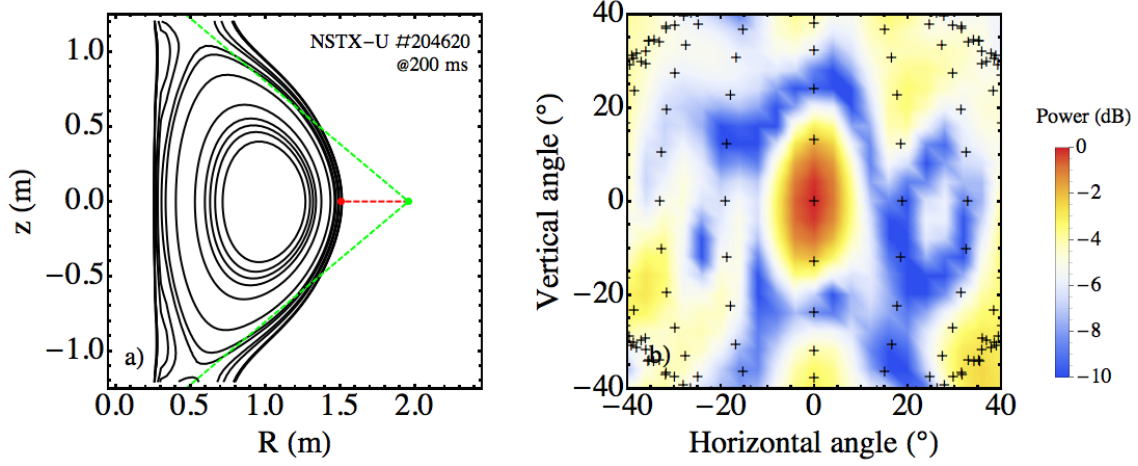 NSTX-U #204620
@200 ms
1.0
0.5
0.0
−0.5
−1.0
z (m)
a)
0.0 0.5 1.0 1.5 2.0
R (m)
40
20
0
−20
−40
Vertical angle (°)
b)
−40 −20 0 20 40
Horizontal angle (°)
Power (dB)
0
−2
−4
−6
−8
−10